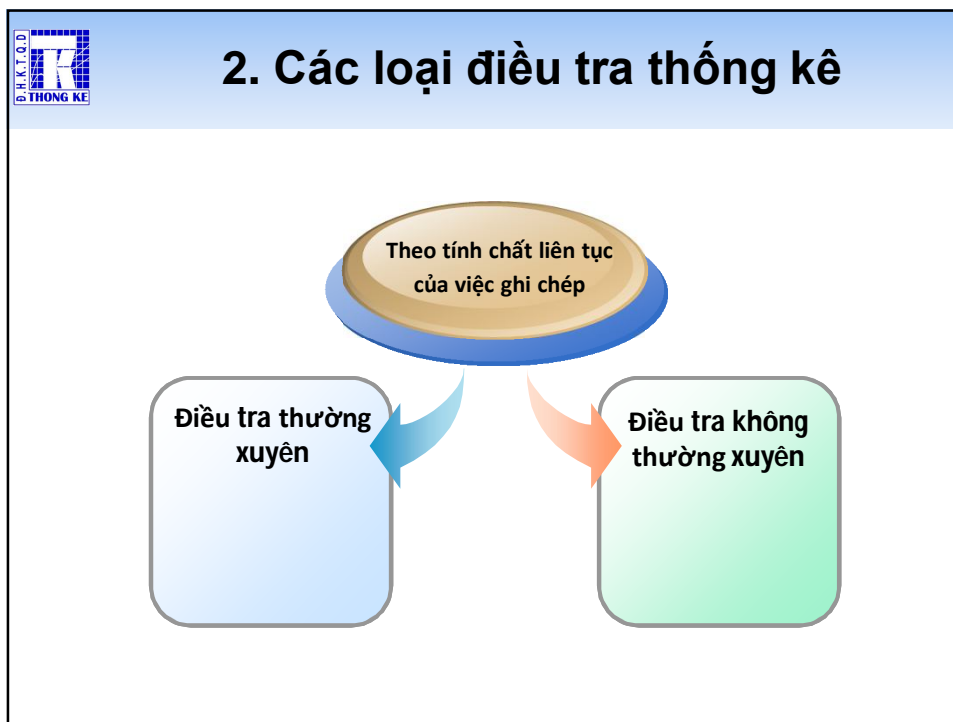 Đ.H.K.T.Q.D
TK
THONG KE
2. Các loại điều tra thống kê
Theo tính chất liên tục
của việc ghi chép
Điều tra thường
xuyên
Điều tra không
thường xuyên